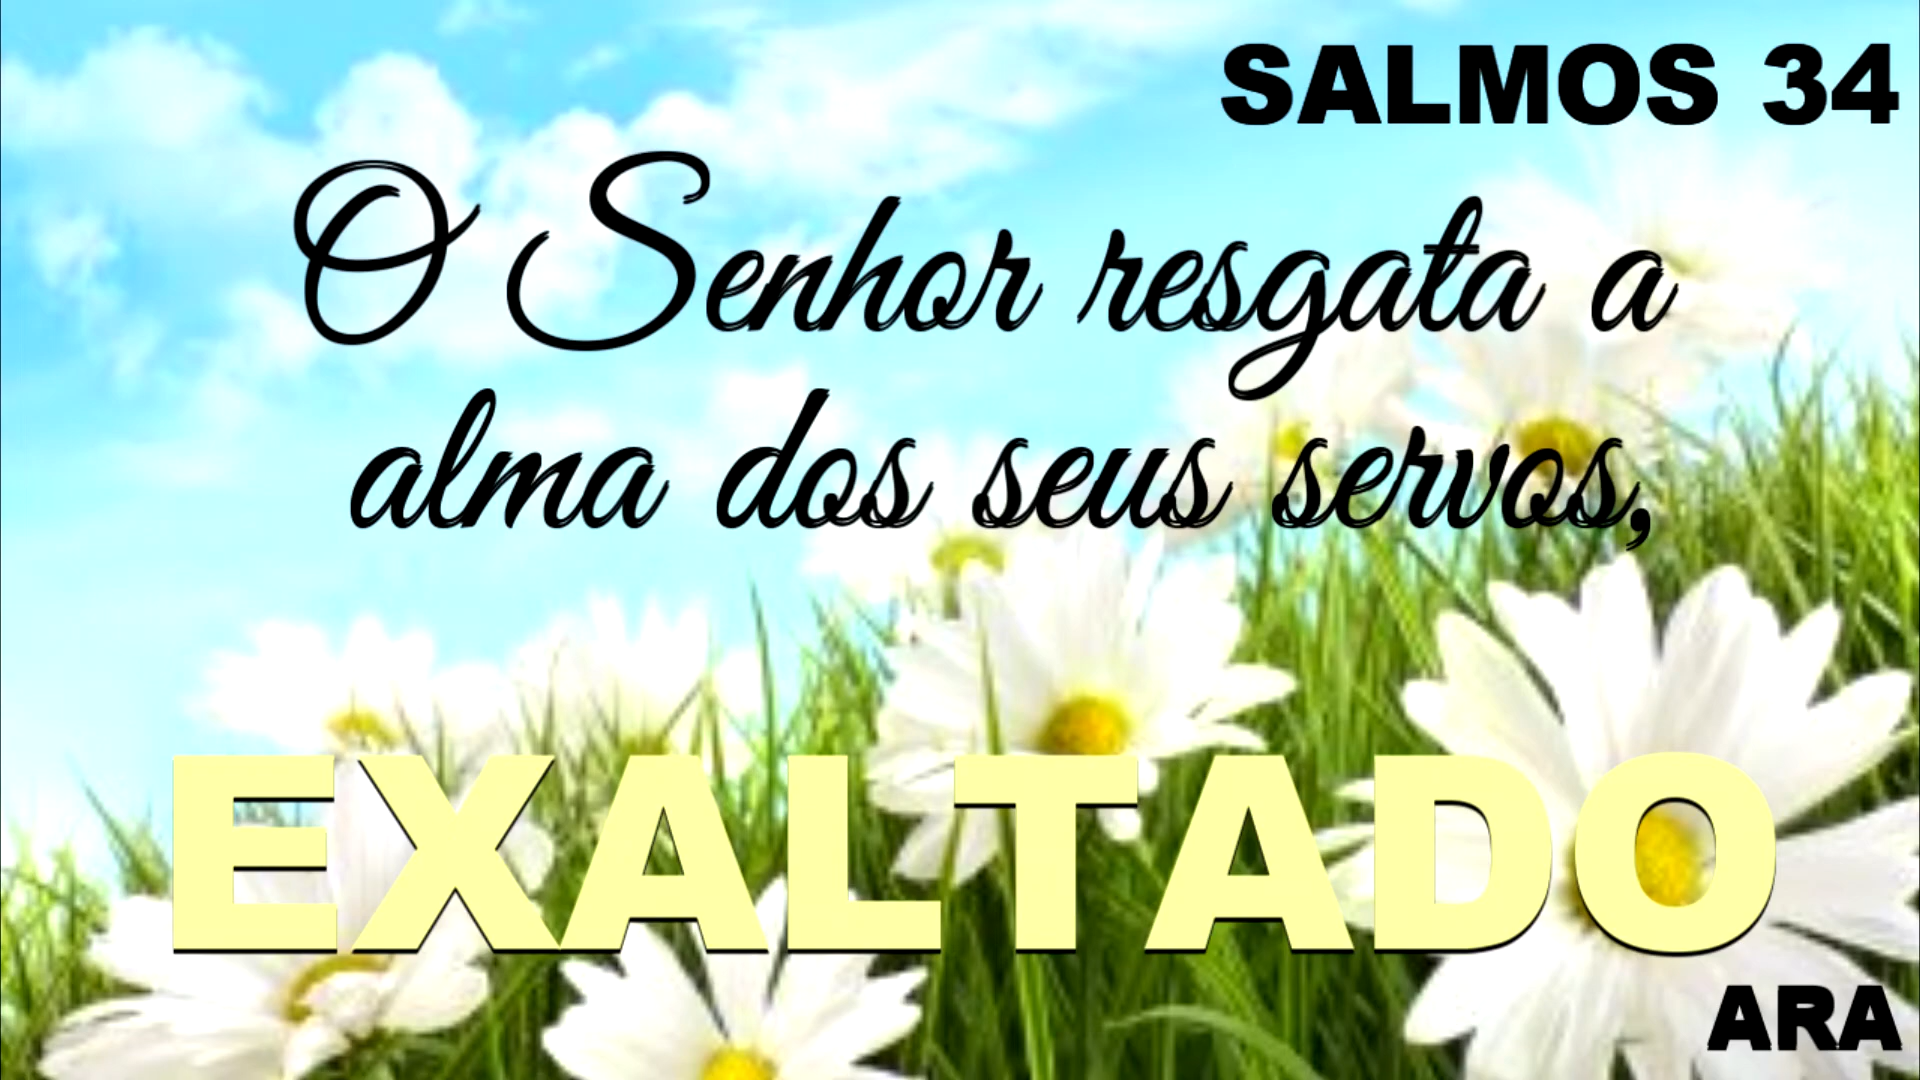 SALMOS 34
O Senhor resgata a
alma dos seus servos,
EXALTADO
ARA